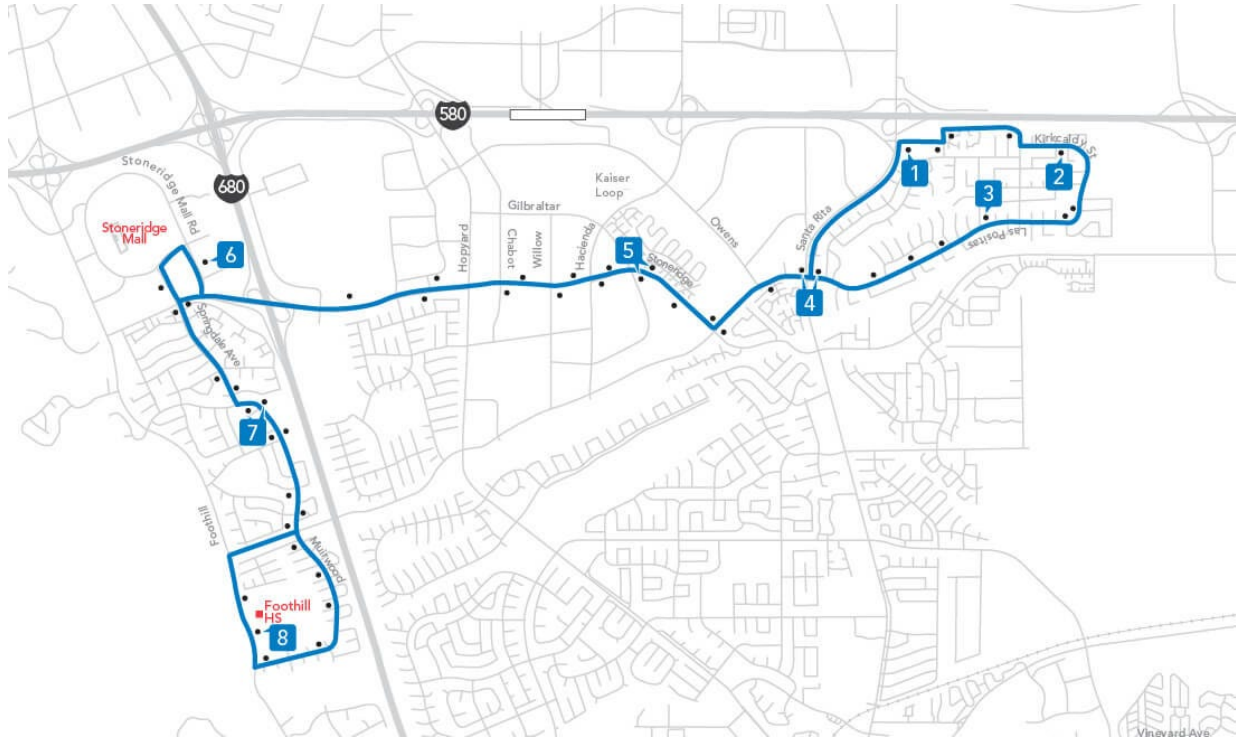 580
Kirkcaldy St
1
2
Stoneridge Mall Rd
680
Kaiser
Loop
3
Gilbraltar
Santa Rita
Stoneridge
Mall
Owens
Las Positas
6
Hopyard
Chabot
Willow
Hacienda
5
Stoneridge
4
Springdale Ave
7
Foothill
Muirwood
Foothill
HS
8
Vineyard Ave